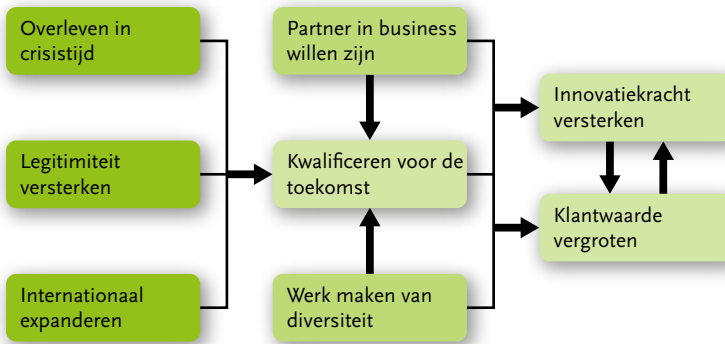 Overleven in
crisistijd
Legitimiteit
versterken
Internationaal
expanderen
Partner in business
willen zijn
Kwalificeren voor de
toekomst
Werk maken van
diversiteit
Innovatiekracht
versterken
Klantwaarde
vergroten